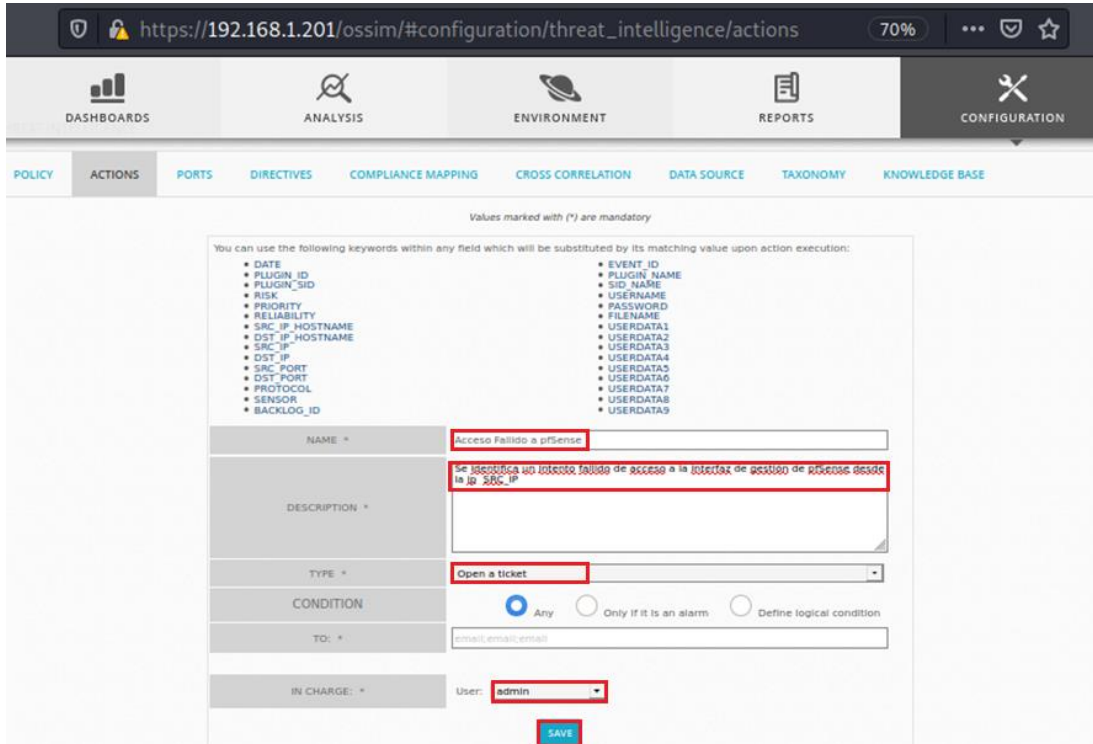 https://192.168.1.201/ossim/#configuration/threat_intelligence/actions 70%
DASHBOARDS ANALYSIS ENVIRONMENT REPORTS CONFIGURATION
POLICY ACTIONS PORTS DIRECTIVES COMPLIANCE MAPPING CROSS CORRELATION DATA SOURCE TAXONOMY KNOWLEDGE BASE
Values marked with (*) are mandatory
You can use the following keywords within any field which will be substituted by its matching value upon action execution:
DATE
PLUGIN_ID
PLUGIN_SID
RISK
PRIORITY
RELIABILITY
SRC_IP_HOSTNAME
DST_IP_HOSTNAME
SRC_IP
DST_IP
SRC_PORT
DST_PORT
PROTOCOL
SENSOR
BACKLOG_ID
EVENT_ID
PLUGIN_NAME
SID_NAME
USERNAME
PASSWORD
FILENAME
USERDATA1
USERDATA2
USERDATA3
USERDATA4
USERDATA5
USERDATA6
USERDATA7
USERDATA8
USERDATA9
NAME * Acceso Fallido a pfSense
DESCRIPTION * Se identifica un intento fallido de acceso a la interfaz de gestión de pfSense desde
la ip SRC_IP
TYPE * Open a ticket
CONDITION Any Only if it is an alarm Define logical condition
TO: * email;email;email
IN CHARGE: * User: admin
SAVE